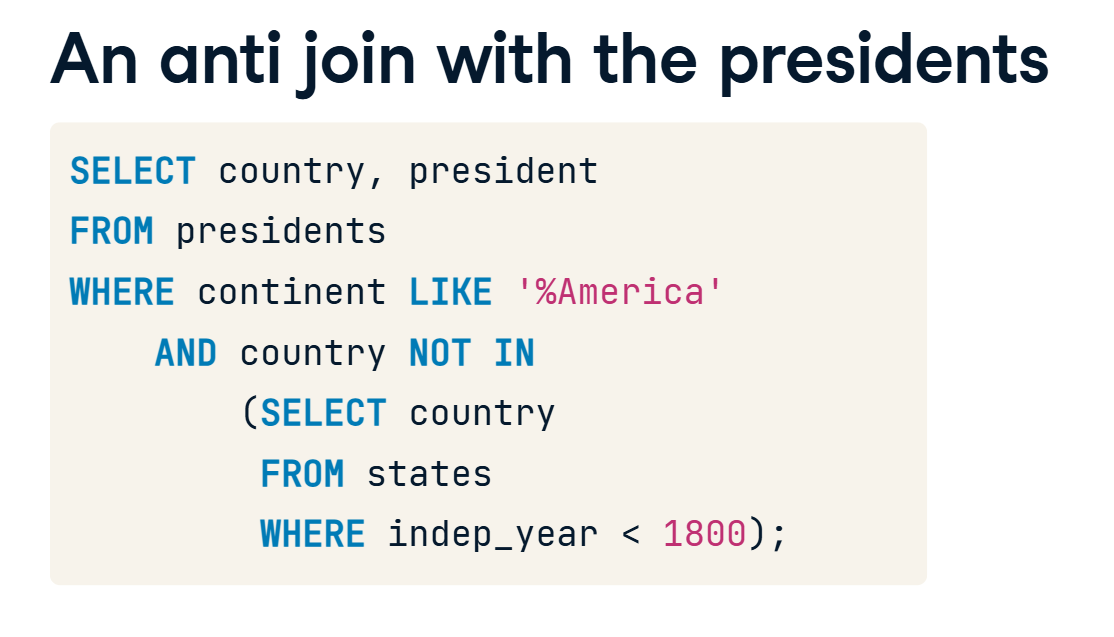 An anti join with the presidents
SELECT country, president
FROM presidents
WHERE continent LIKE '%America'
AND country NOT IN
(SELECT country
FROM states
WHERE indep_year < 1800);